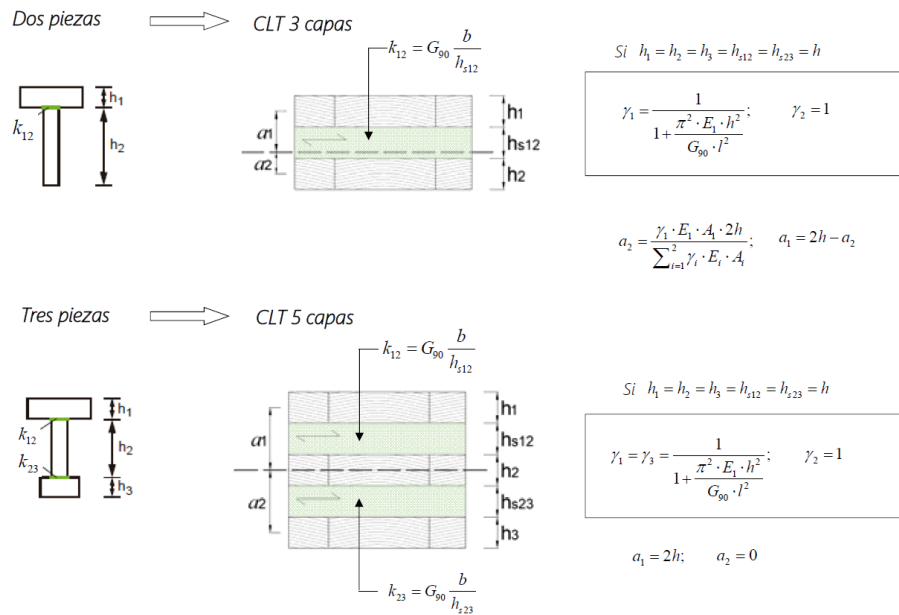 Dos piezas
CLT 3 capas
k₁₂ = G₉₀ b/hₛ₁₂
Si h₁ = h₂ = h₃ = hₛ₁₂ = hₛ₂₃ = h
h₁
k₁₂
h₂
a₁
a₂
h₁
hₛ₁₂
h₂
γ₁ = 1/(1 + (π² · E₁ · h²)/(G₉₀ · l²)); γ₂ = 1
a₂ = (γ₁ · E₁ · A₁ · 2h)/(∑ᵢ₌₁² γᵢ · Eᵢ · Aᵢ); a₁ = 2h − a₂
Tres piezas
CLT 5 capas
k₁₂ = G₉₀ b/hₛ₁₂
Si h₁ = h₂ = h₃ = hₛ₁₂ = hₛ₂₃ = h
h₁
k₁₂
h₂
k₂₃
h₃
a₁
a₂
h₁
hₛ₁₂
h₂
hₛ₂₃
h₃
γ₁ = γ₃ = 1/(1 + (π² · E₁ · h²)/(G₉₀ · l²)); γ₂ = 1
a₁ = 2h; a₂ = 0
k₂₃ = G₉₀ b/hₛ₂₃